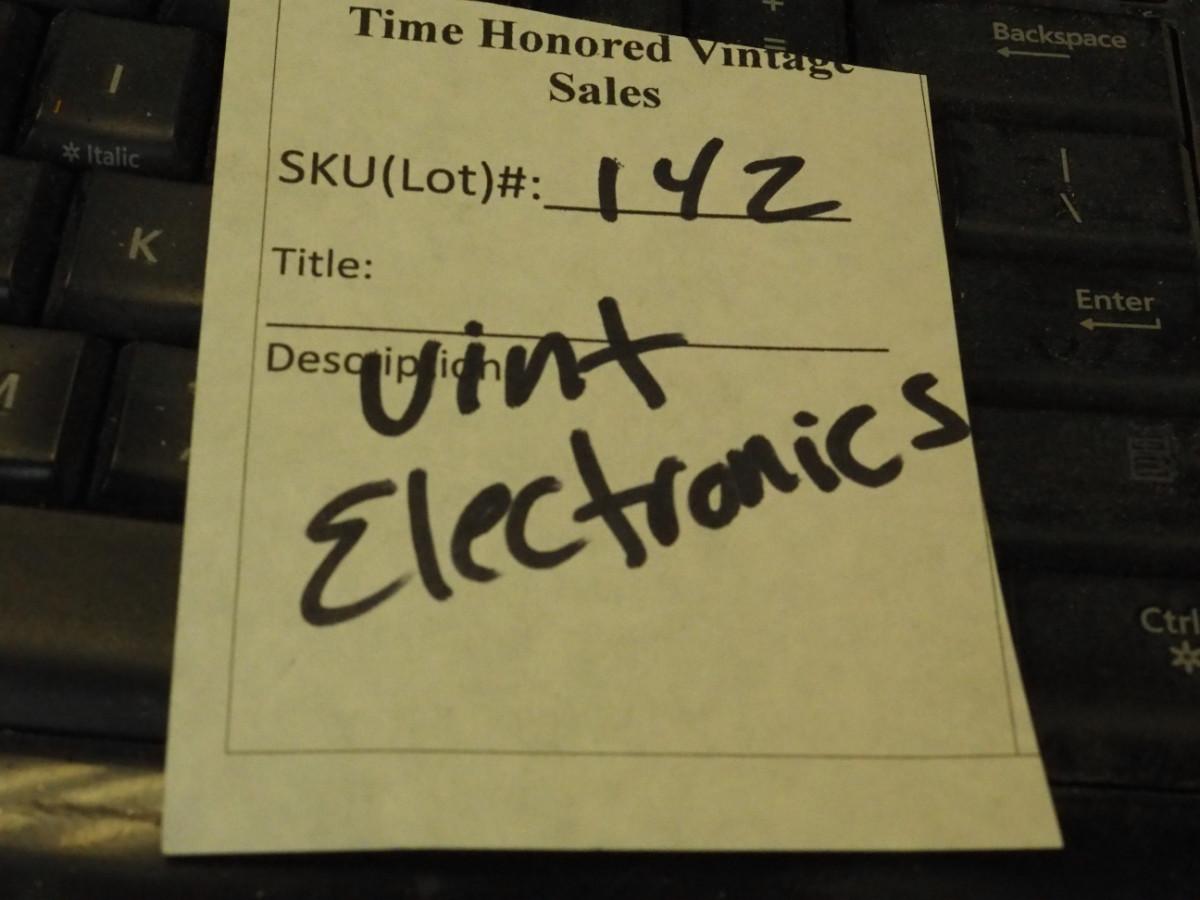 Time Honored Vintage
Sales
SKU(Lot)#: 142
Title:
Description
Vint
Electronics
I
* Italic
K
M
+
=
Backspace
|
\
Enter
Ctrl